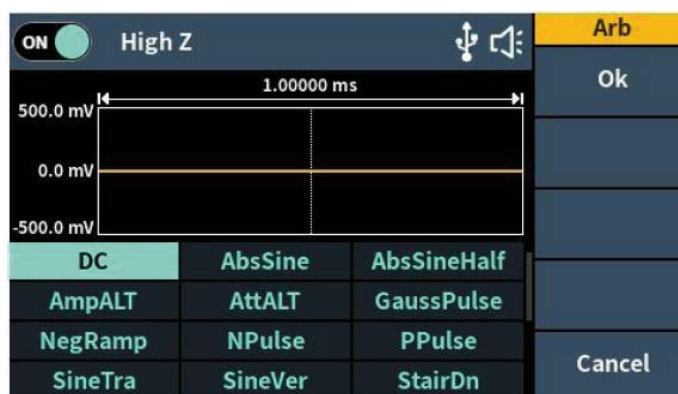 ON High Z
Arb
Ok
1.00000 ms
500.0 mV
0.0 mV
-500.0 mV
DC AbsSine AbsSineHalf
AmpALT AttALT GaussPulse
NegRamp NPulse PPulse
SineTra SineVer StairDn
Cancel